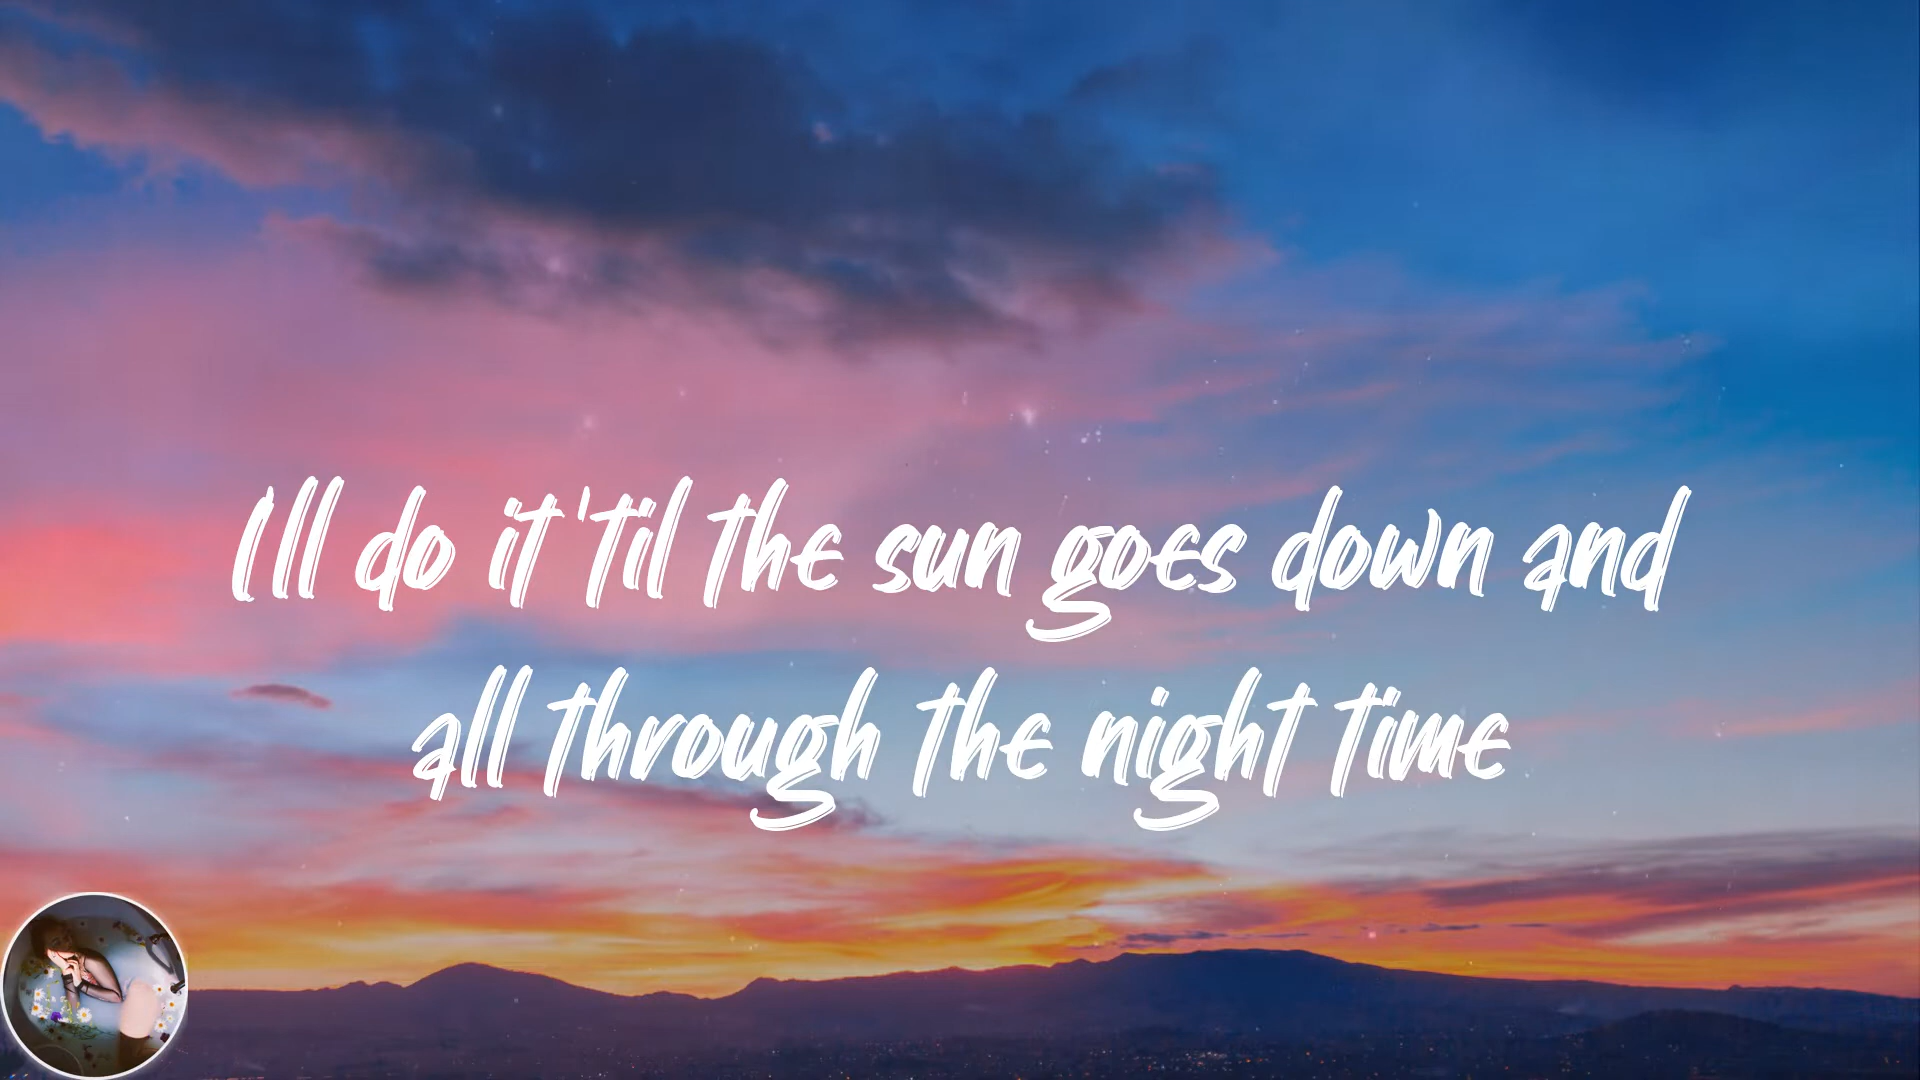 I'll do it 'til the sun goes down and
all through the night time